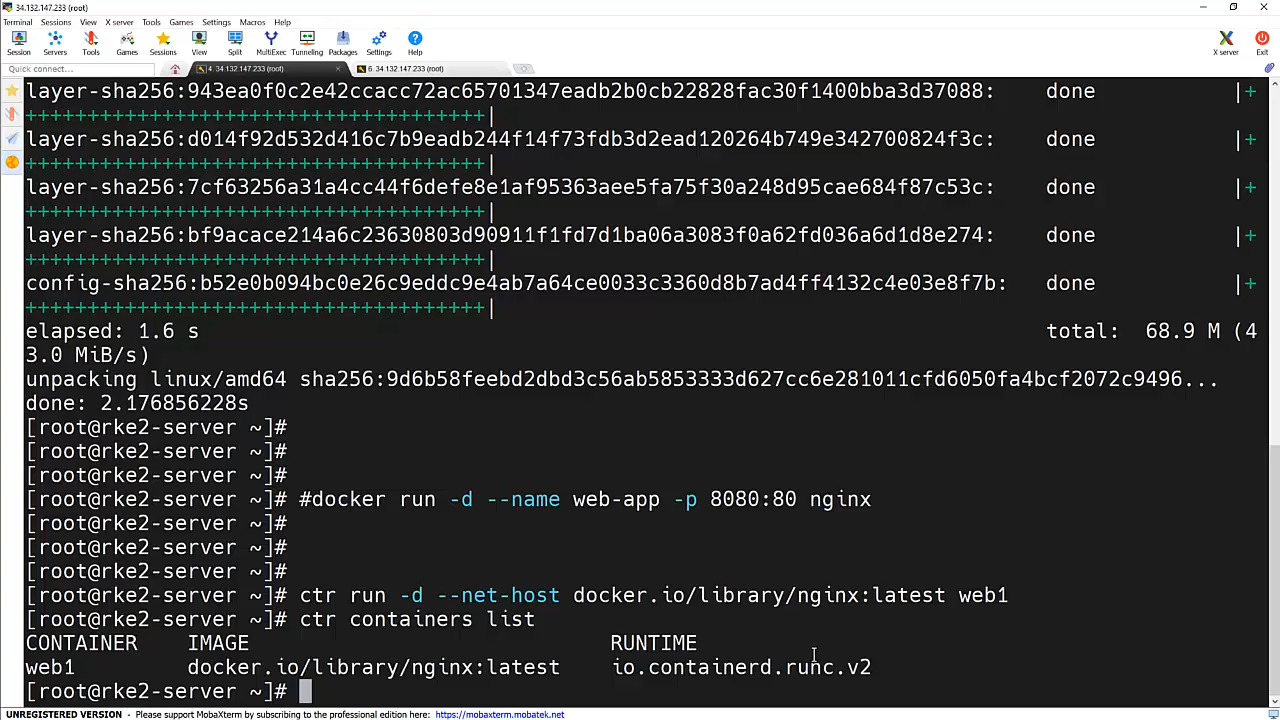 34.132.147.233 (root)
Terminal Sessions View X server Tools Games Settings Macros Help
Session Servers Tools Games Sessions View Split MultiExec Tunneling Packages Settings Help X server Exit
Quick connect... 4. 34.132.147.233 (root) 6. 34.132.147.233 (root)
layer-sha256:943ea0f0c2e42ccacc72ac65701347eadb2b0cb22828fac30f1400bba3d37088: done |+
+++++++++++++++++++++++++++++++++++++|
layer-sha256:d014f92d532d416c7b9eadb244f14f73fdb3d2ead120264b749e342700824f3c: done |+
+++++++++++++++++++++++++++++++++++++|
layer-sha256:7cf63256a31a4cc44f6defe8e1af95363aee5fa75f30a248d95cae684f87c53c: done |+
+++++++++++++++++++++++++++++++++++++|
layer-sha256:bf9acace214a6c23630803d90911f1fd7d1ba06a3083f0a62fd036a6d1d8e274: done |+
+++++++++++++++++++++++++++++++++++++|
config-sha256:b52e0b094bc0e26c9eddc9e4ab7a64ce0033c3360d8b7ad4ff4132c4e03e8f7b: done |+
+++++++++++++++++++++++++++++++++++++|
elapsed: 1.6 s total: 68.9 M (4
3.0 MiB/s)
unpacking linux/amd64 sha256:9d6b58feebd2dbd3c56ab5853333d627cc6e281011cfd6050fa4bcf2072c9496...
done: 2.176856228s
[root@rke2-server ~]#
[root@rke2-server ~]#
[root@rke2-server ~]#
[root@rke2-server ~]# #docker run -d --name web-app -p 8080:80 nginx
[root@rke2-server ~]#
[root@rke2-server ~]#
[root@rke2-server ~]#
[root@rke2-server ~]# ctr run -d --net-host docker.io/library/nginx:latest web1
[root@rke2-server ~]# ctr containers list
CONTAINER IMAGE RUNTIME
web1 docker.io/library/nginx:latest io.containerd.runc.v2
[root@rke2-server ~]#
UNREGISTERED VERSION - Please support MobaXterm by subscribing to the professional edition here: https://mobaxterm.mobatek.net